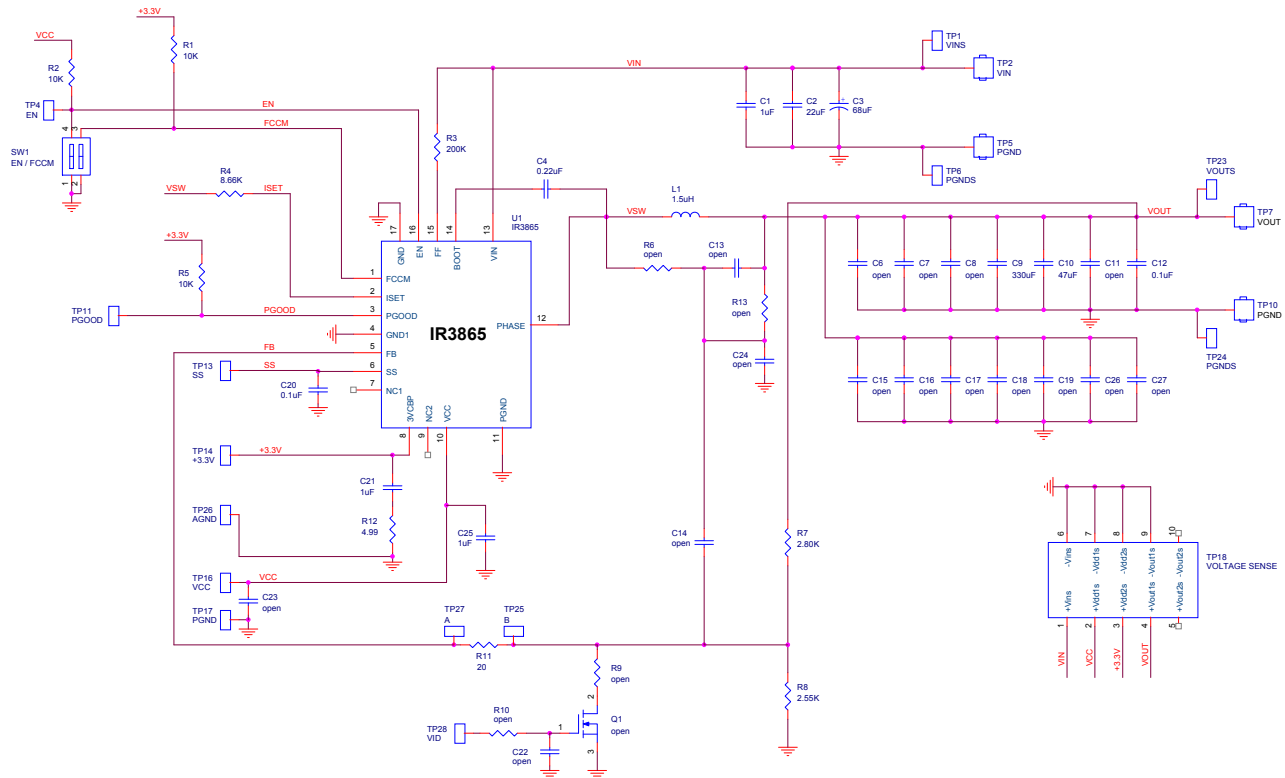 +3.3V
VCC
R1
10K
R2
10K
TP4
EN
EN
FCCM
4
3
SW1
EN / FCCM
1
2
R4
8.66K
VSW
ISET
+3.3V
R5
10K
TP11
PGOOD
PGOOD
FB
TP13
SS
SS
C20
0.1uF
R3
200K
C4
0.22uF
U1
IR3865
17
16
15
14
13
GND
EN
FF
BOOT
VIN
1
FCCM
2
ISET
3
PGOOD
4
GND1
5
FB
6
SS
7
NC1
IR3865
PHASE
12
3VCBP
NC2
VCC
PGND
8
9
10
11
VIN
TP1
VINS
TP2
VIN
C1
1uF
C2
22uF
+
C3
68uF
TP5
PGND
TP6
PGNDS
TP23
VOUTS
L1
1.5uH
VSW
VOUT
TP7
VOUT
R6
open
C13
open
R13
open
C24
open
C6
open
C7
open
C8
open
C9
330uF
C10
47uF
C11
open
C12
0.1uF
TP10
PGND
TP24
PGNDS
C15
open
C16
open
C17
open
C18
open
C19
open
C26
open
C27
open
TP14
+3.3V
+3.3V
C21
1uF
TP26
AGND
R12
4.99
C25
1uF
TP16
VCC
VCC
C23
open
TP17
PGND
C14
open
R7
2.80K
TP27
A
TP25
B
R11
20
R9
open
R8
2.55K
2
R10
open
TP28
VID
1
Q1
open
3
C22
open
6
7
8
9
10
-Vins
-Vdd1s
-Vdd2s
-Vout1s
-Vout2s
TP18
VOLTAGE SENSE
+Vins
+Vdd1s
+Vdd2s
+Vout1s
+Vout2s
1
2
3
4
5
VIN
VCC
+3.3V
VOUT